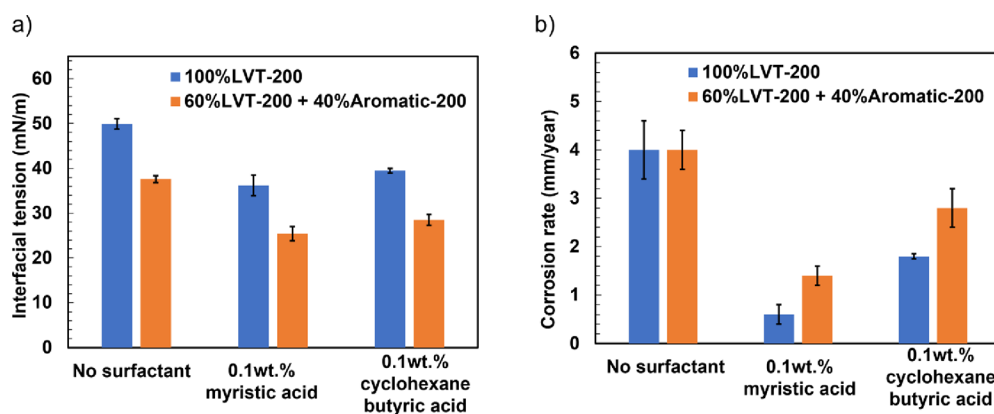 a)
Interfacial tension (mN/m)
60
50
40
30
20
10
0
100%LVT-200
60%LVT-200 + 40%Aromatic-200
No surfactant
0.1wt.%
myristic acid
0.1wt.%
cyclohexane
butyric acid
b)
Corrosion rate (mm/year)
6
5
4
3
2
1
0
100%LVT-200
60%LVT-200 + 40%Aromatic-200
No surfactant
0.1wt.%
myristic acid
0.1wt.%
cyclohexane
butyric acid